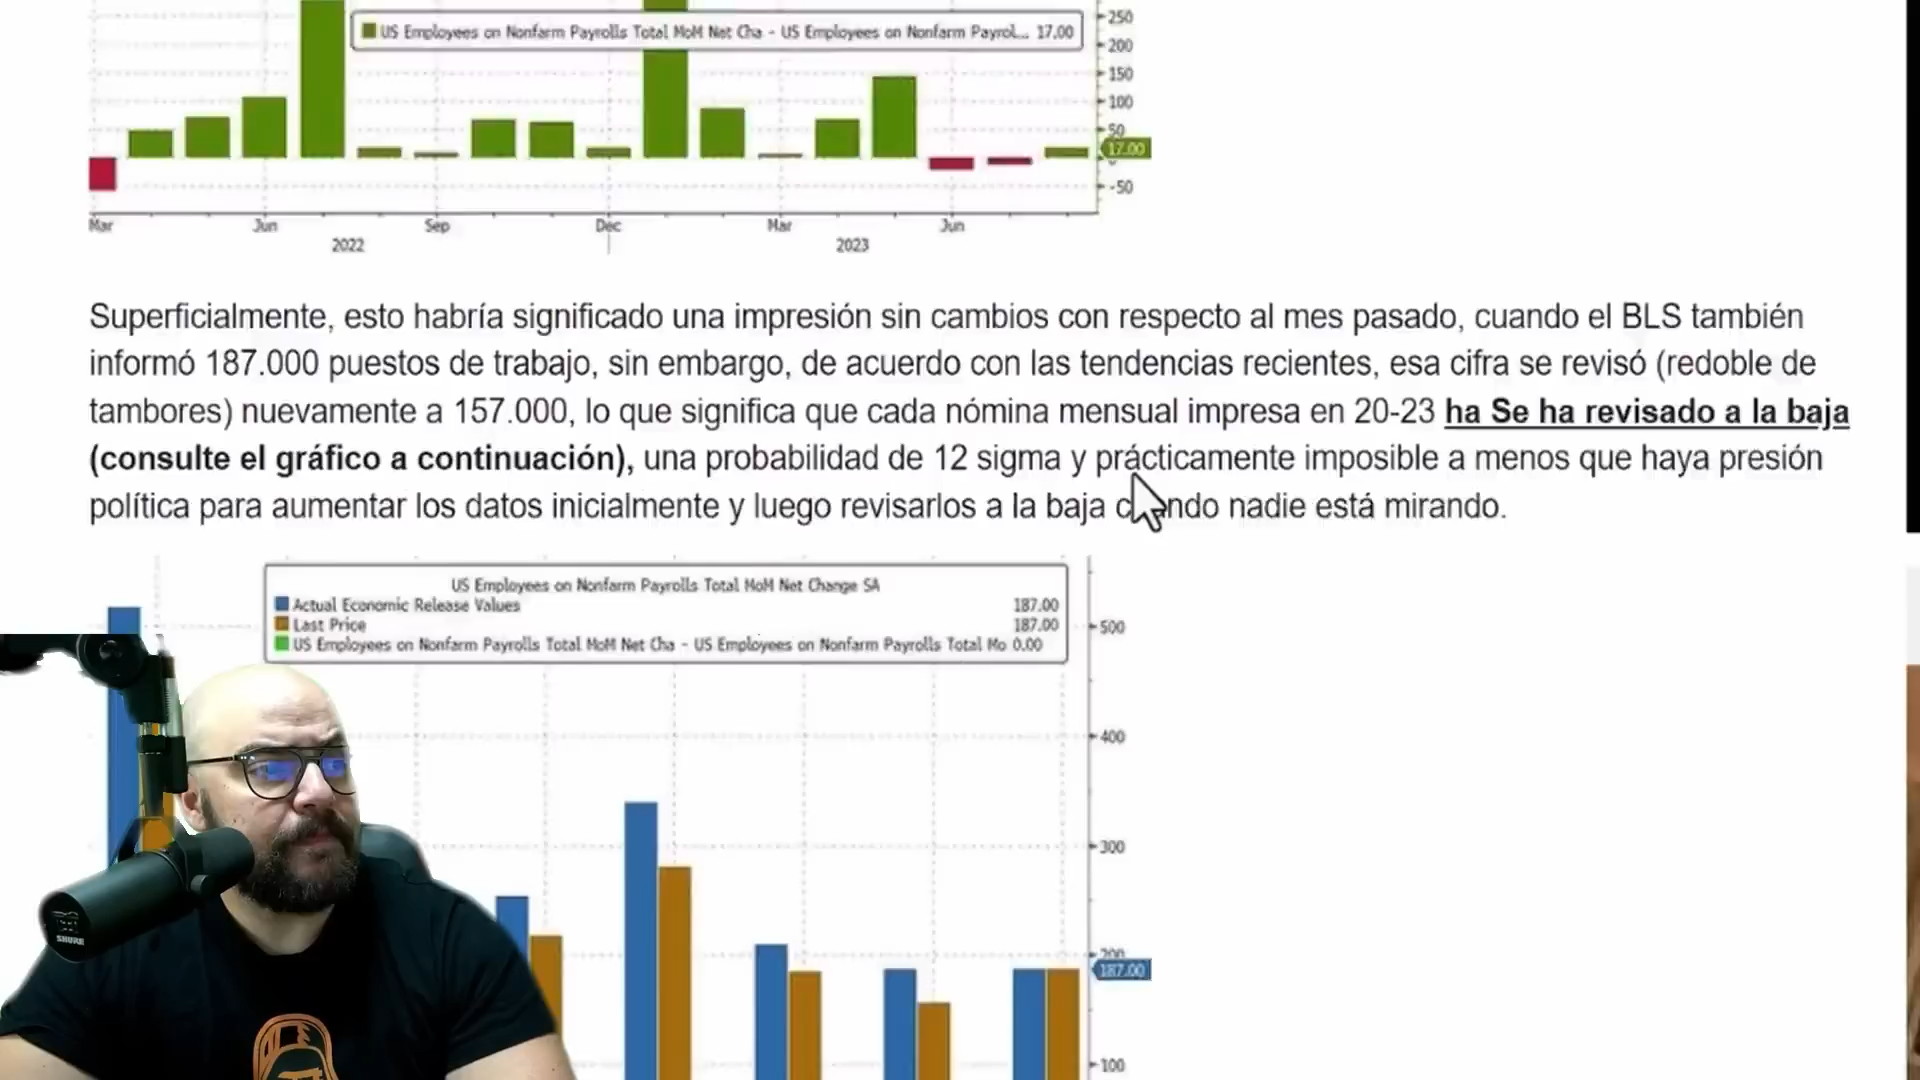 250
US Employees on Nonfarm Payrolls Total MoM Net Cha - US Employees on Nonfarm Payrol... 17.00
200
150
100
50
17.00
-50
Mar Jun Sep Dec Mar Jun
2022 2023
Superficialmente, esto habría significado una impresión sin cambios con respecto al mes pasado, cuando el BLS también
informó 187.000 puestos de trabajo, sin embargo, de acuerdo con las tendencias recientes, esa cifra se revisó (redoble de
tambores) nuevamente a 157.000, lo que significa que cada nómina mensual impresa en 20-23 ha Se ha revisado a la baja
(consulte el gráfico a continuación), una probabilidad de 12 sigma y prácticamente imposible a menos que haya presión
política para aumentar los datos inicialmente y luego revisarlos a la baja cuando nadie está mirando.
US Employees on Nonfarm Payrolls Total MoM Net Change SA
Actual Economic Release Values 187.00
Last Price 187.00
US Employees on Nonfarm Payrolls Total MoM Net Cha - US Employees on Nonfarm Payrolls Total Mo 0.00
500
400
300
200
187.00
100
SHURE